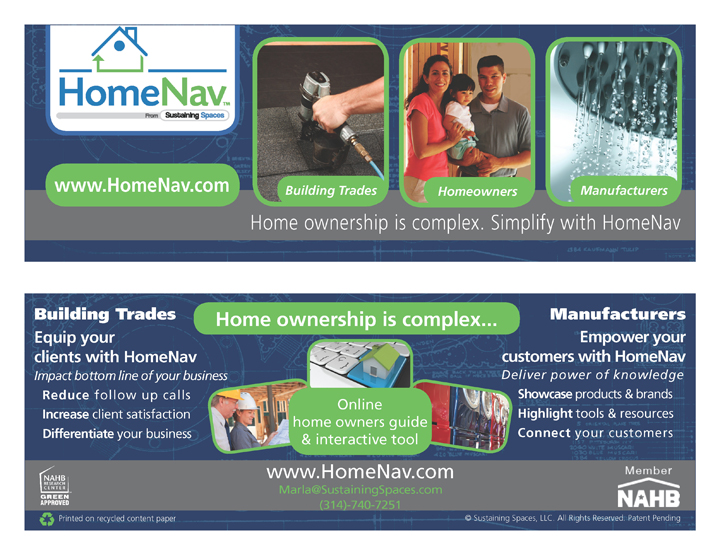 HomeNav™
From Sustaining Spaces
www.HomeNav.com
Building Trades
Homeowners
Manufacturers
Home ownership is complex. Simplify with HomeNav
Building Trades
Equip your
clients with HomeNav
Impact bottom line of your business
Reduce follow up calls
Increase client satisfaction
Differentiate your business
Home ownership is complex...
Online
home owners guide
& interactive tool
Manufacturers
Empower your
customers with HomeNav
Deliver power of knowledge
Showcase products & brands
Highlight tools & resources
Connect your customers
www.HomeNav.com
Marla@SustainingSpaces.com
(314)-740-7251
NAHB
RESEARCH
CENTER
GREEN
APPROVED
Member
NAHB
Printed on recycled content paper
© Sustaining Spaces, LLC. All Rights Reserved. Patent Pending